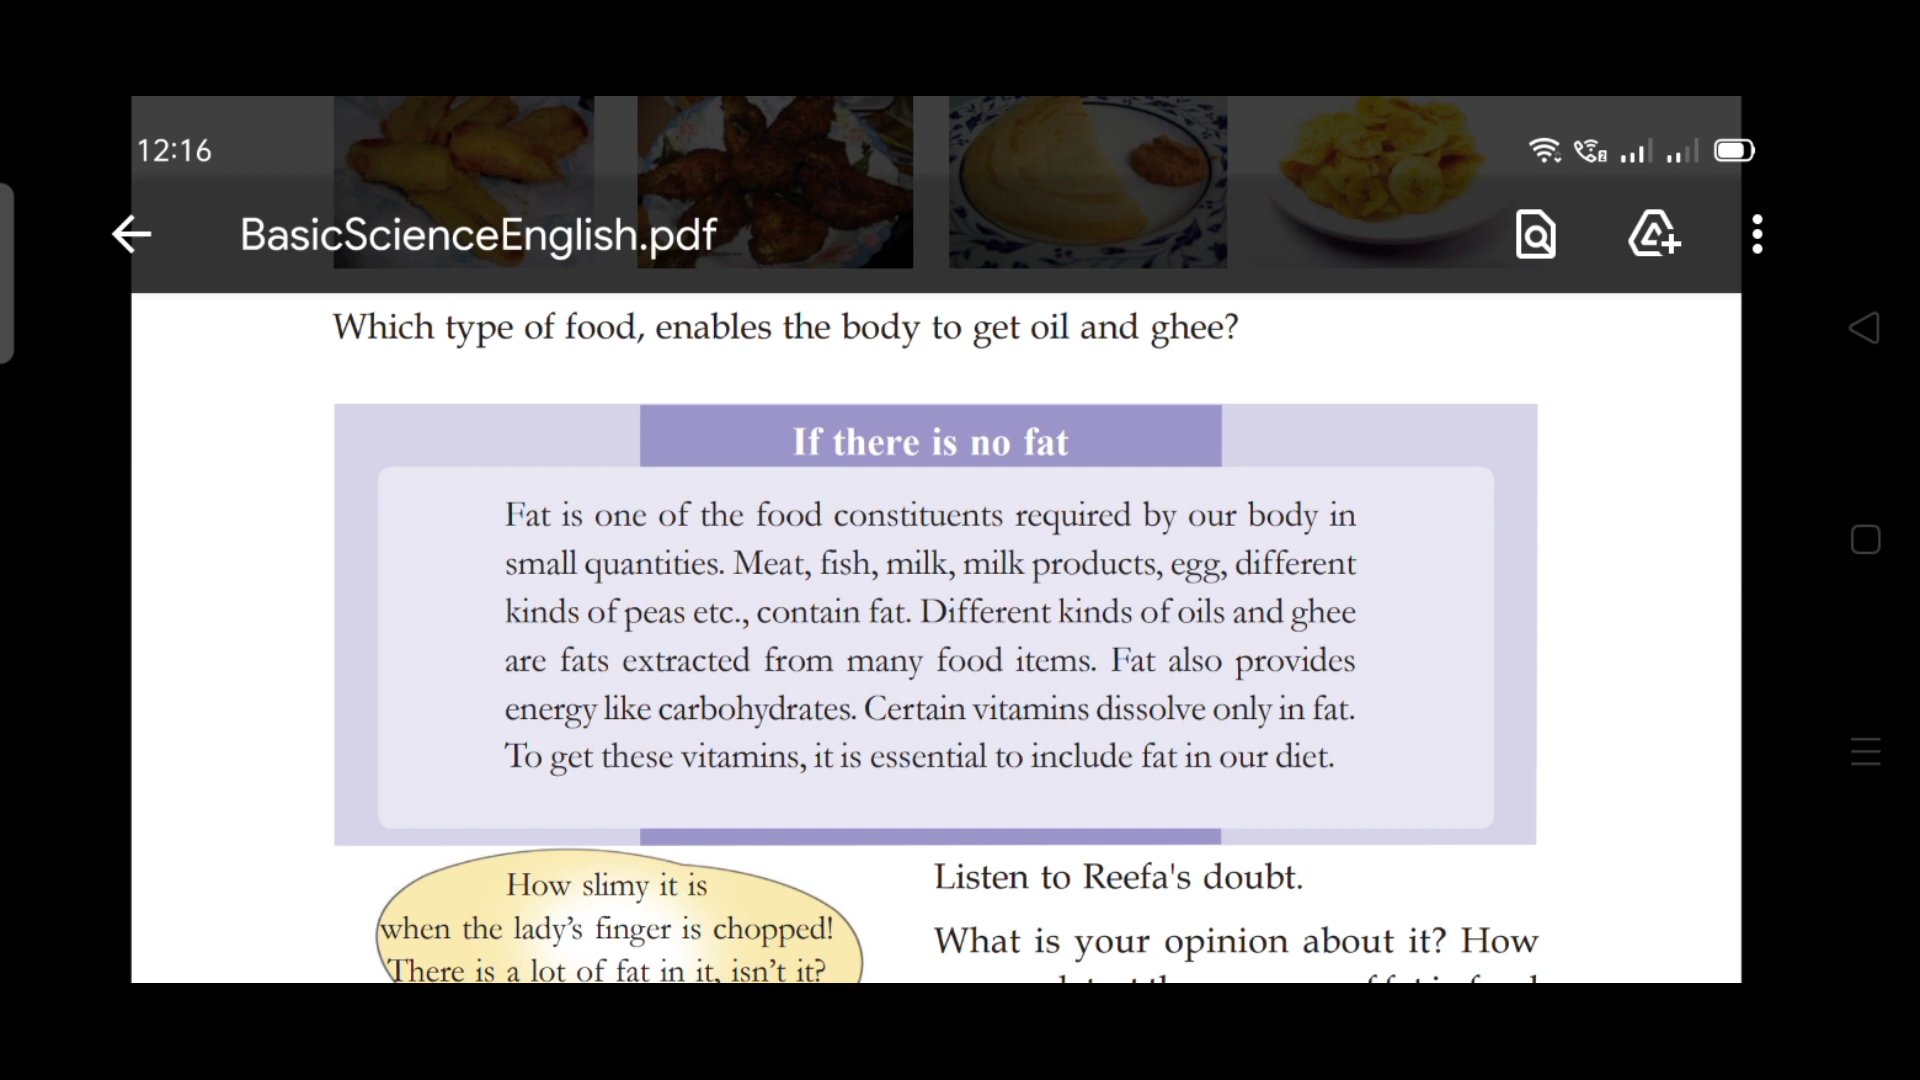 12:16
BasicScienceEnglish.pdf
Which type of food, enables the body to get oil and ghee?
If there is no fat
Fat is one of the food constituents required by our body in
small quantities. Meat, fish, milk, milk products, egg, different
kinds of peas etc., contain fat. Different kinds of oils and ghee
are fats extracted from many food items. Fat also provides
energy like carbohydrates. Certain vitamins dissolve only in fat.
To get these vitamins, it is essential to include fat in our diet.
How slimy it is
when the lady’s finger is chopped!
There is a lot of fat in it, isn’t it?
Listen to Reefa's doubt.
What is your opinion about it? How